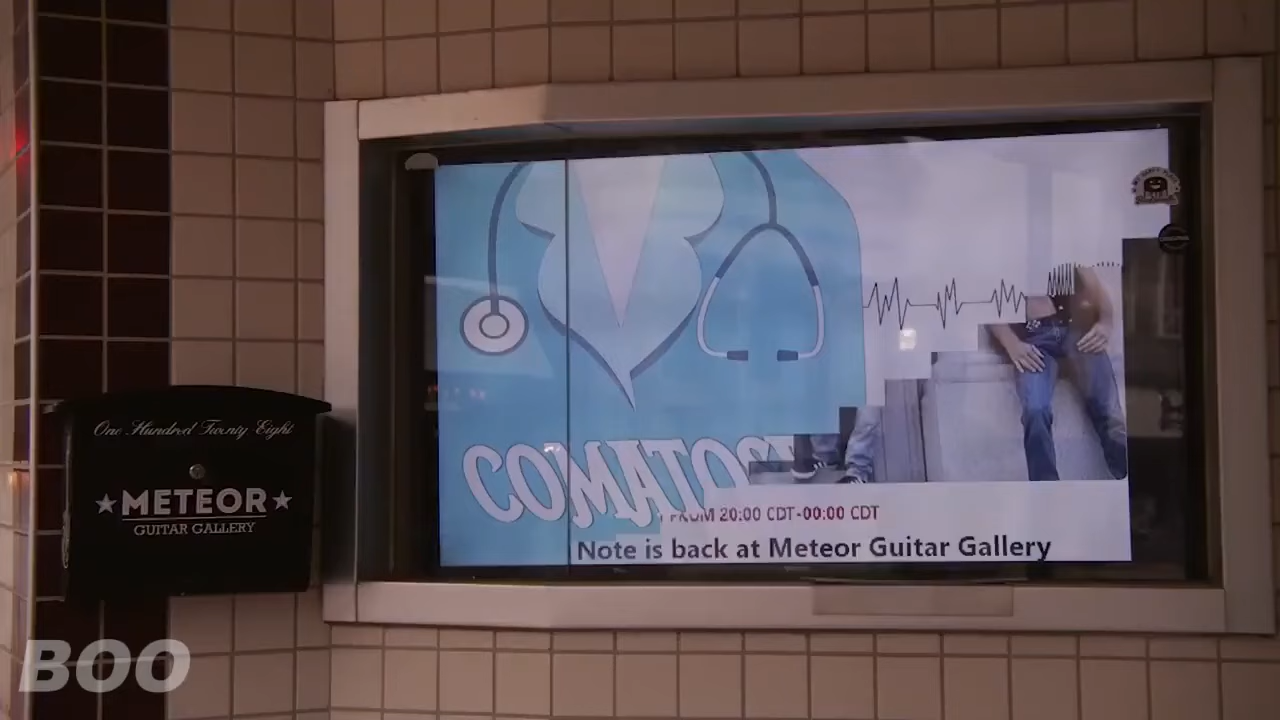 One Hundred Twenty Eight
METEOR
GUITAR GALLERY
FROM 20:00 CDT-00:00 CDT
Note is back at Meteor Guitar Gallery
BOO